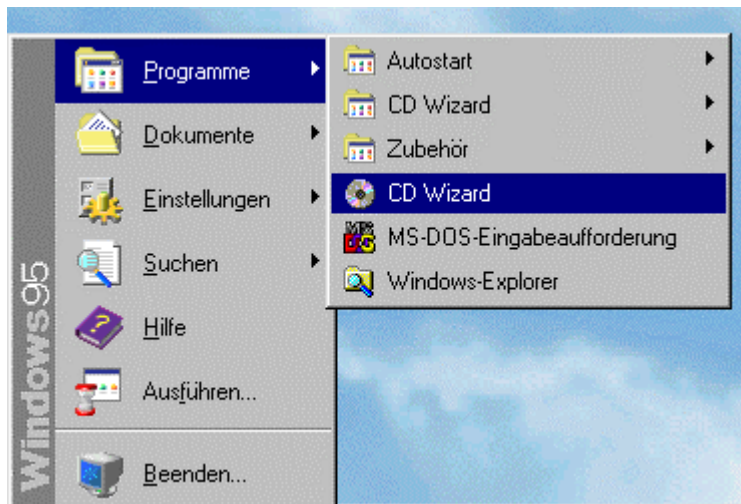 Windows95
Programme
Dokumente
Einstellungen
Suchen
Hilfe
Ausführen...
Beenden...
Autostart
CD Wizard
Zubehör
CD Wizard
MS-DOS-Eingabeaufforderung
Windows-Explorer